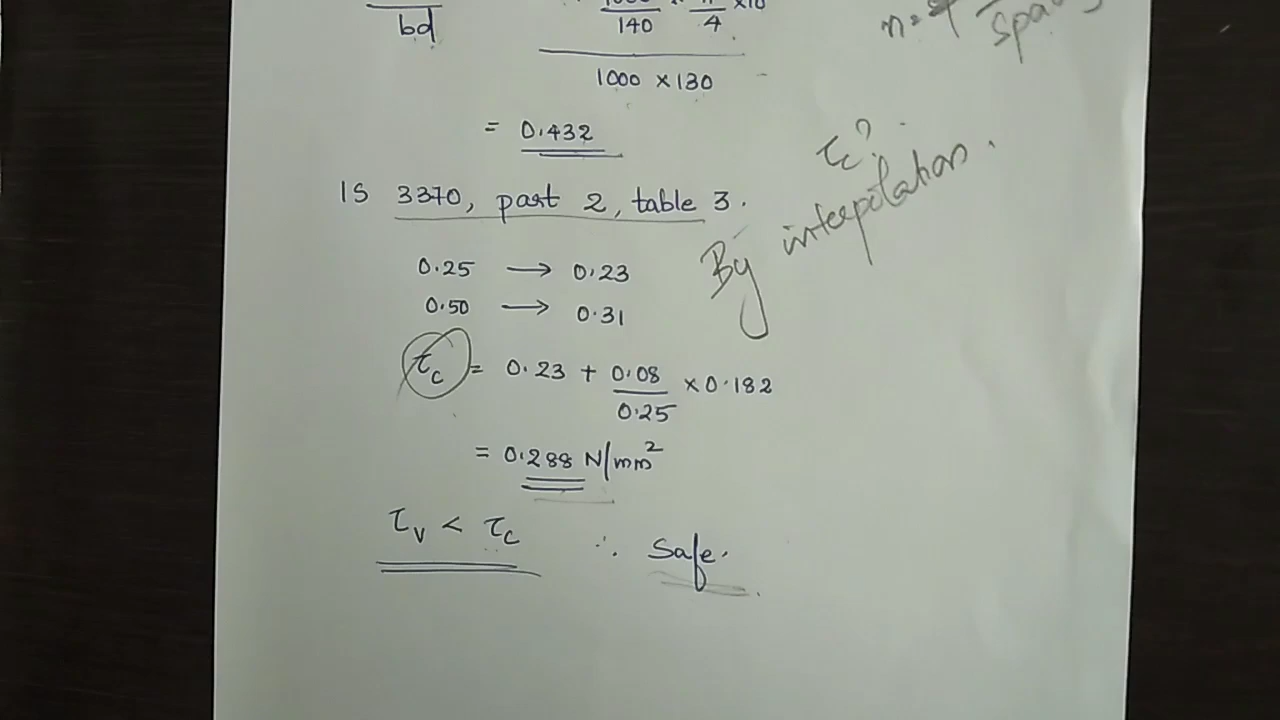 bd
140 4
1000 × 130
= 0.432
IS 3370, part 2, table 3.
0.25 → 0.23
0.50 → 0.31
τc = 0.23 + 0.08 / 0.25 × 0.182
= 0.288 N/mm²
τv < τc ∴ Safe.
n =
τc?
By interpolation.